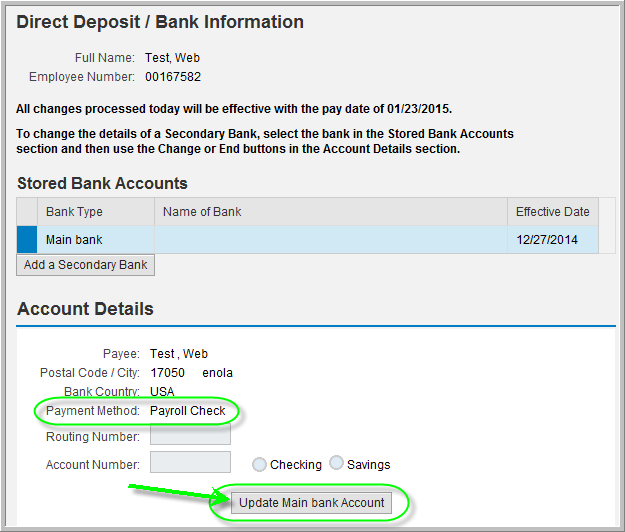 Direct Deposit / Bank Information
Full Name: Test, Web
Employee Number: 00167582
All changes processed today will be effective with the pay date of 01/23/2015.
To change the details of a Secondary Bank, select the bank in the Stored Bank Accounts
section and then use the Change or End buttons in the Account Details section.
Stored Bank Accounts
Bank Type Name of Bank Effective Date
Main bank 12/27/2014
Add a Secondary Bank
Account Details
Payee: Test , Web
Postal Code / City: 17050 enola
Bank Country: USA
Payment Method: Payroll Check
Routing Number:
Account Number: Checking Savings
Update Main bank Account